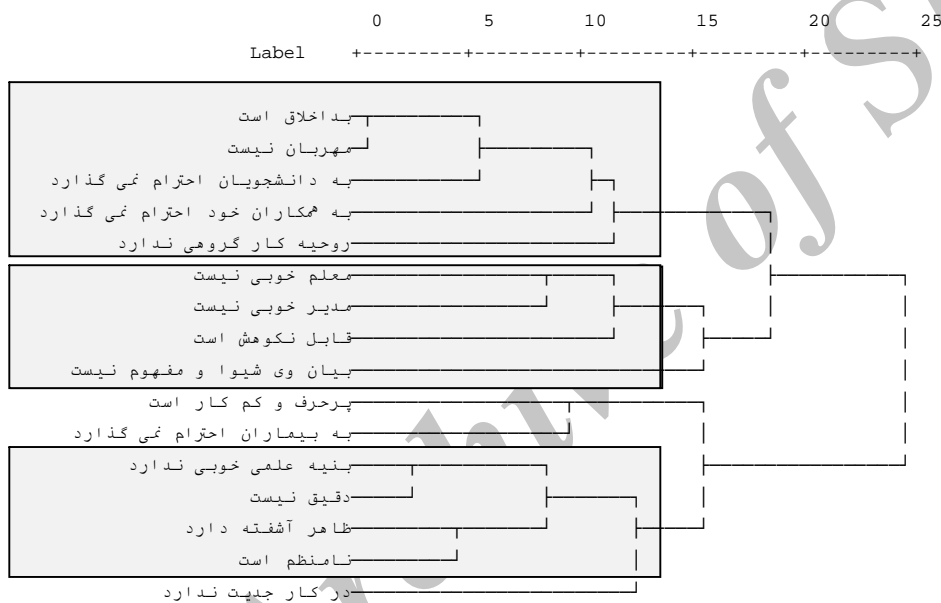 0 5 10 15 20 25
Label +---------+---------+---------+---------+---------+
بداخلاق است
مهربان نیست
به دانشجویان احترام نمی گذارد
به همکاران خود احترام نمی گذارد
روحیه کار گروهی ندارد
معلم خوبی نیست
مدیر خوبی نیست
قابل نکوهش است
بیان وی شیوا و مفهوم نیست
پرحرف و کم کار است
به بیماران احترام نمی گذارد
بنیه علمی خوبی ندارد
دقیق نیست
ظاهر آشفته دارد
نامنظم است
در کار جدیت ندارد